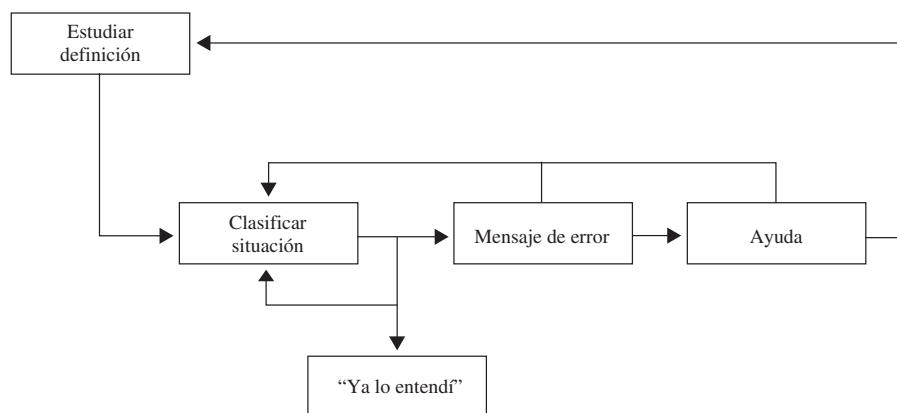 Estudiar
definición
Clasificar
situación
Mensaje de error
Ayuda
“Ya lo entendí”